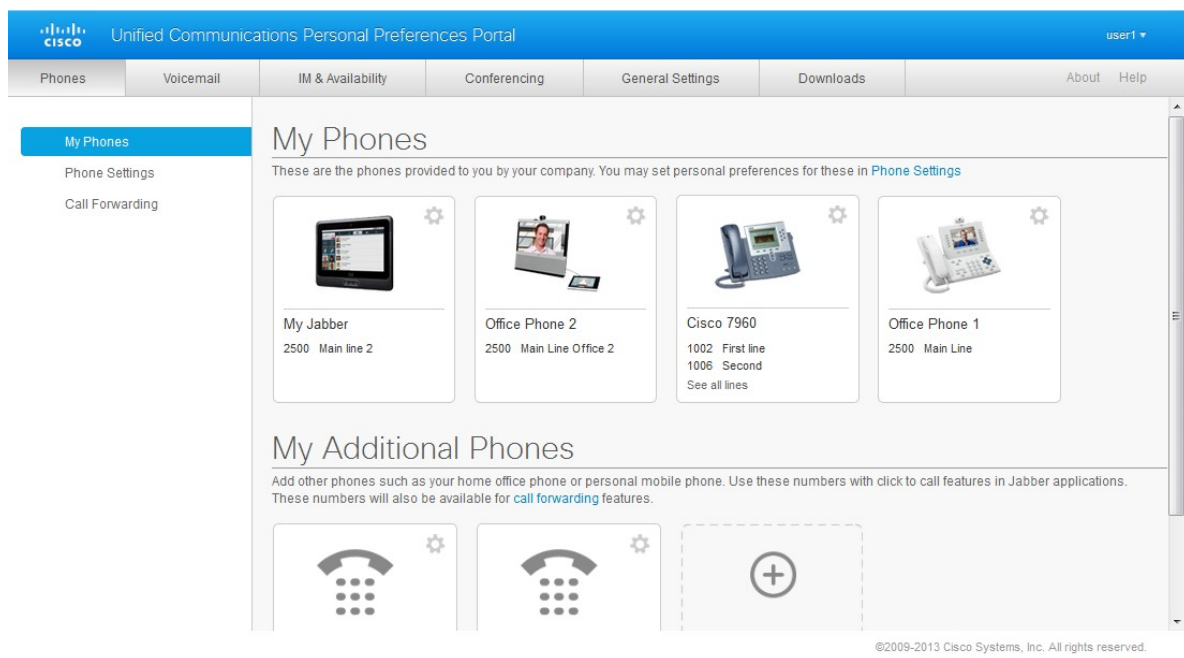 CISCO Unified Communications Personal Preferences Portal user1
Phones Voicemail IM & Availability Conferencing General Settings Downloads About Help
My Phones
Phone Settings
Call Forwarding
My Phones
These are the phones provided to you by your company. You may set personal preferences for these in Phone Settings
My Jabber
2500 Main line 2
Office Phone 2
2500 Main Line Office 2
Cisco 7960
1002 First line
1006 Second
See all lines
Office Phone 1
2500 Main Line
My Additional Phones
Add other phones such as your home office phone or personal mobile phone. Use these numbers with click to call features in Jabber applications.
These numbers will also be available for call forwarding features.
©2009-2013 Cisco Systems, Inc. All rights reserved.